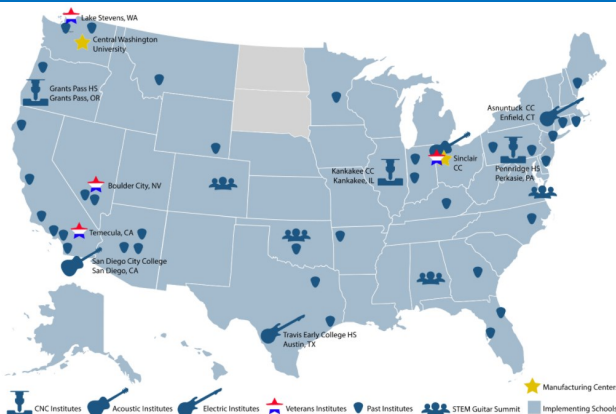 Lake Stevens, WA
Central Washington
University
Grants Pass HS
Grants Pass, OR
Asnuntuck CC
Enfield, CT
Sinclair
CC
Kankakee CC
Kankakee, IL
Pennridge HS
Perkasie, PA
Boulder City, NV
Temecula, CA
San Diego City College
San Diego, CA
Travis Early College HS
Austin, TX
Manufacturing Center
CNC Institutes
Acoustic Institutes
Electric Institutes
Veterans Institutes
Past Institutes
STEM Guitar Summit
Implementing Schools